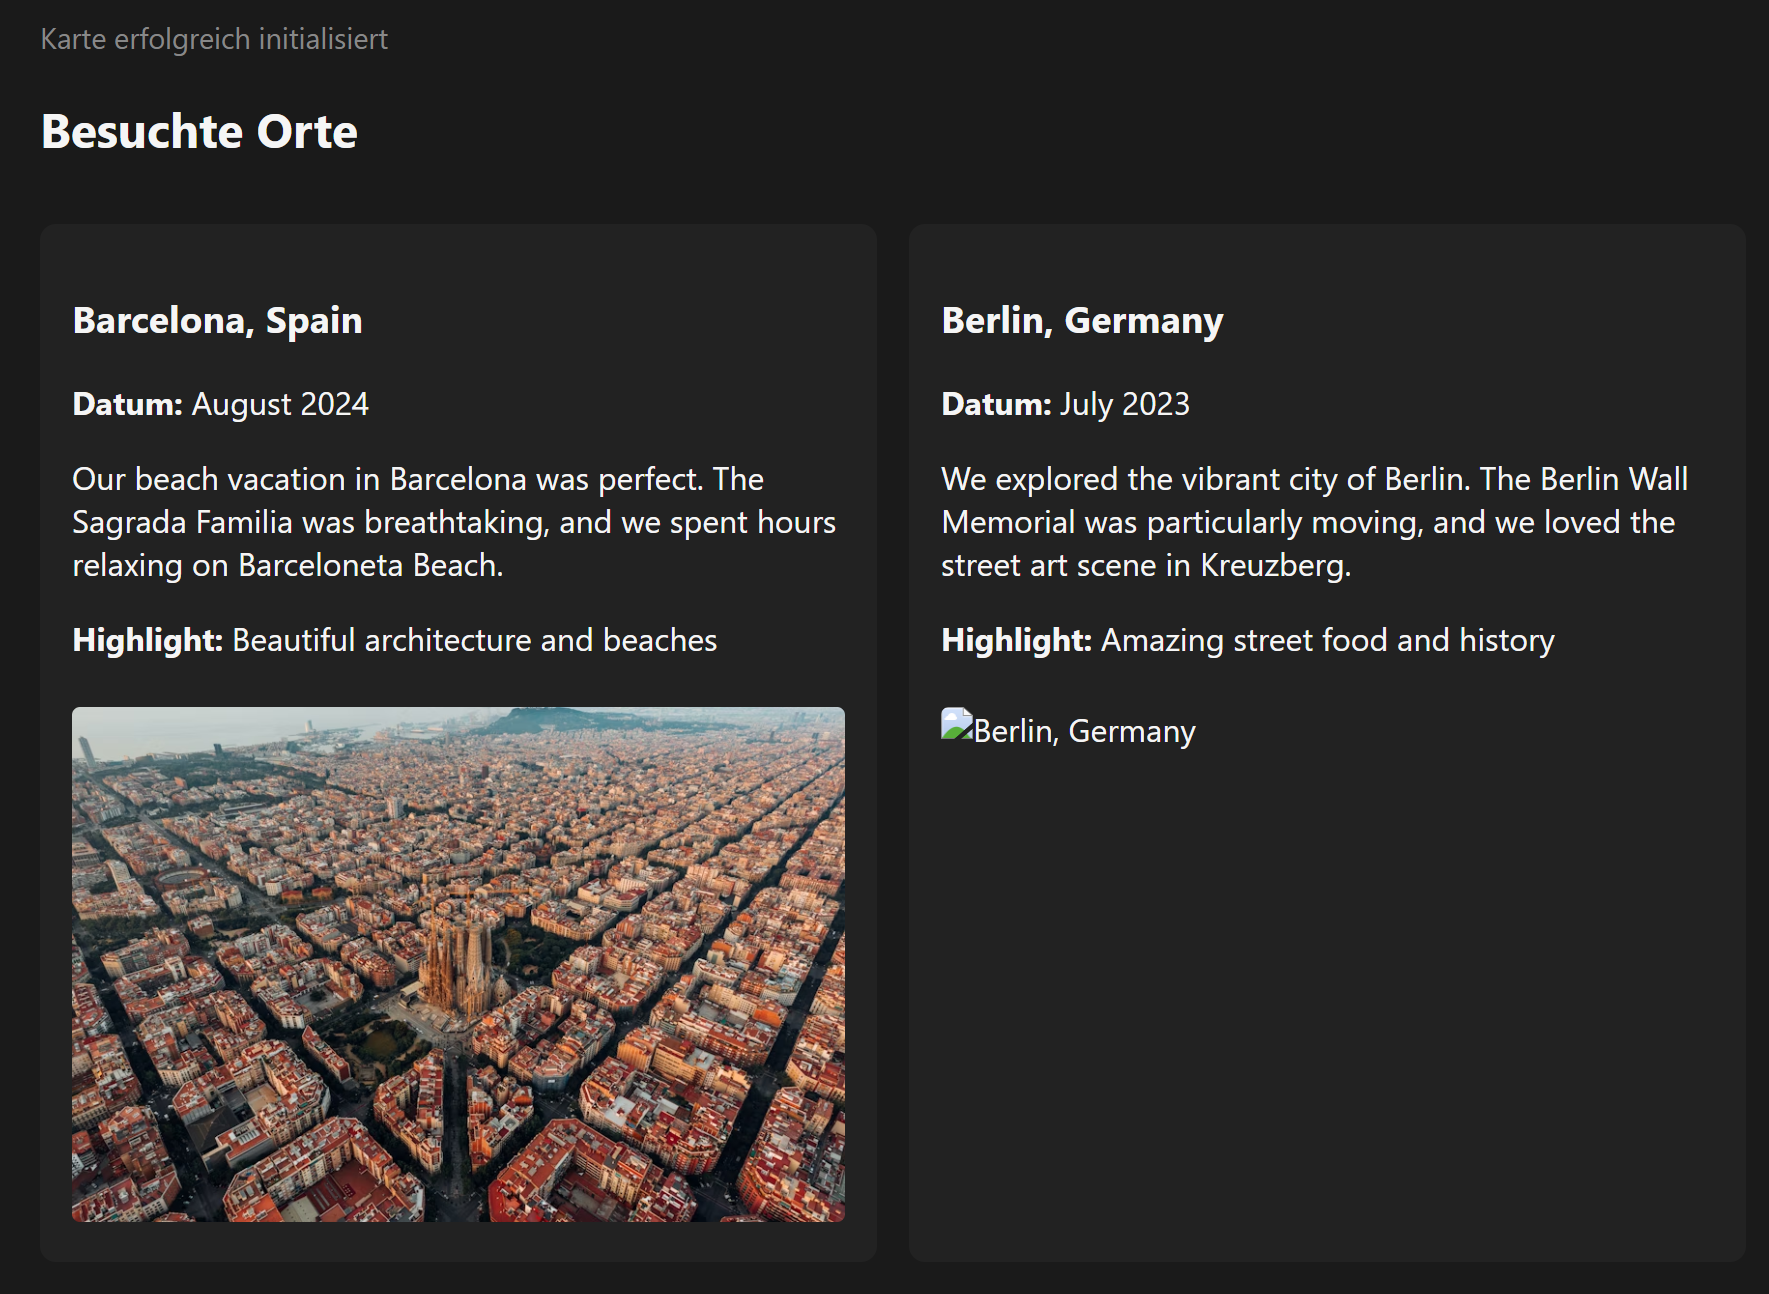 Karte erfolgreich initialisiert
Besuchte Orte
Barcelona, Spain
Datum: August 2024
Our beach vacation in Barcelona was perfect. The
Sagrada Familia was breathtaking, and we spent hours
relaxing on Barceloneta Beach.
Highlight: Beautiful architecture and beaches
Berlin, Germany
Datum: July 2023
We explored the vibrant city of Berlin. The Berlin Wall
Memorial was particularly moving, and we loved the
street art scene in Kreuzberg.
Highlight: Amazing street food and history
Berlin, Germany